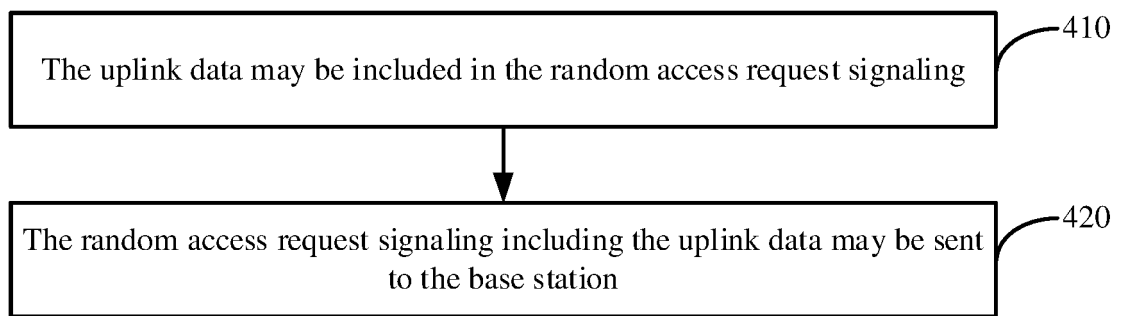 410
The uplink data may be included in the random access request signaling
420
The random access request signaling including the uplink data may be sent
to the base station